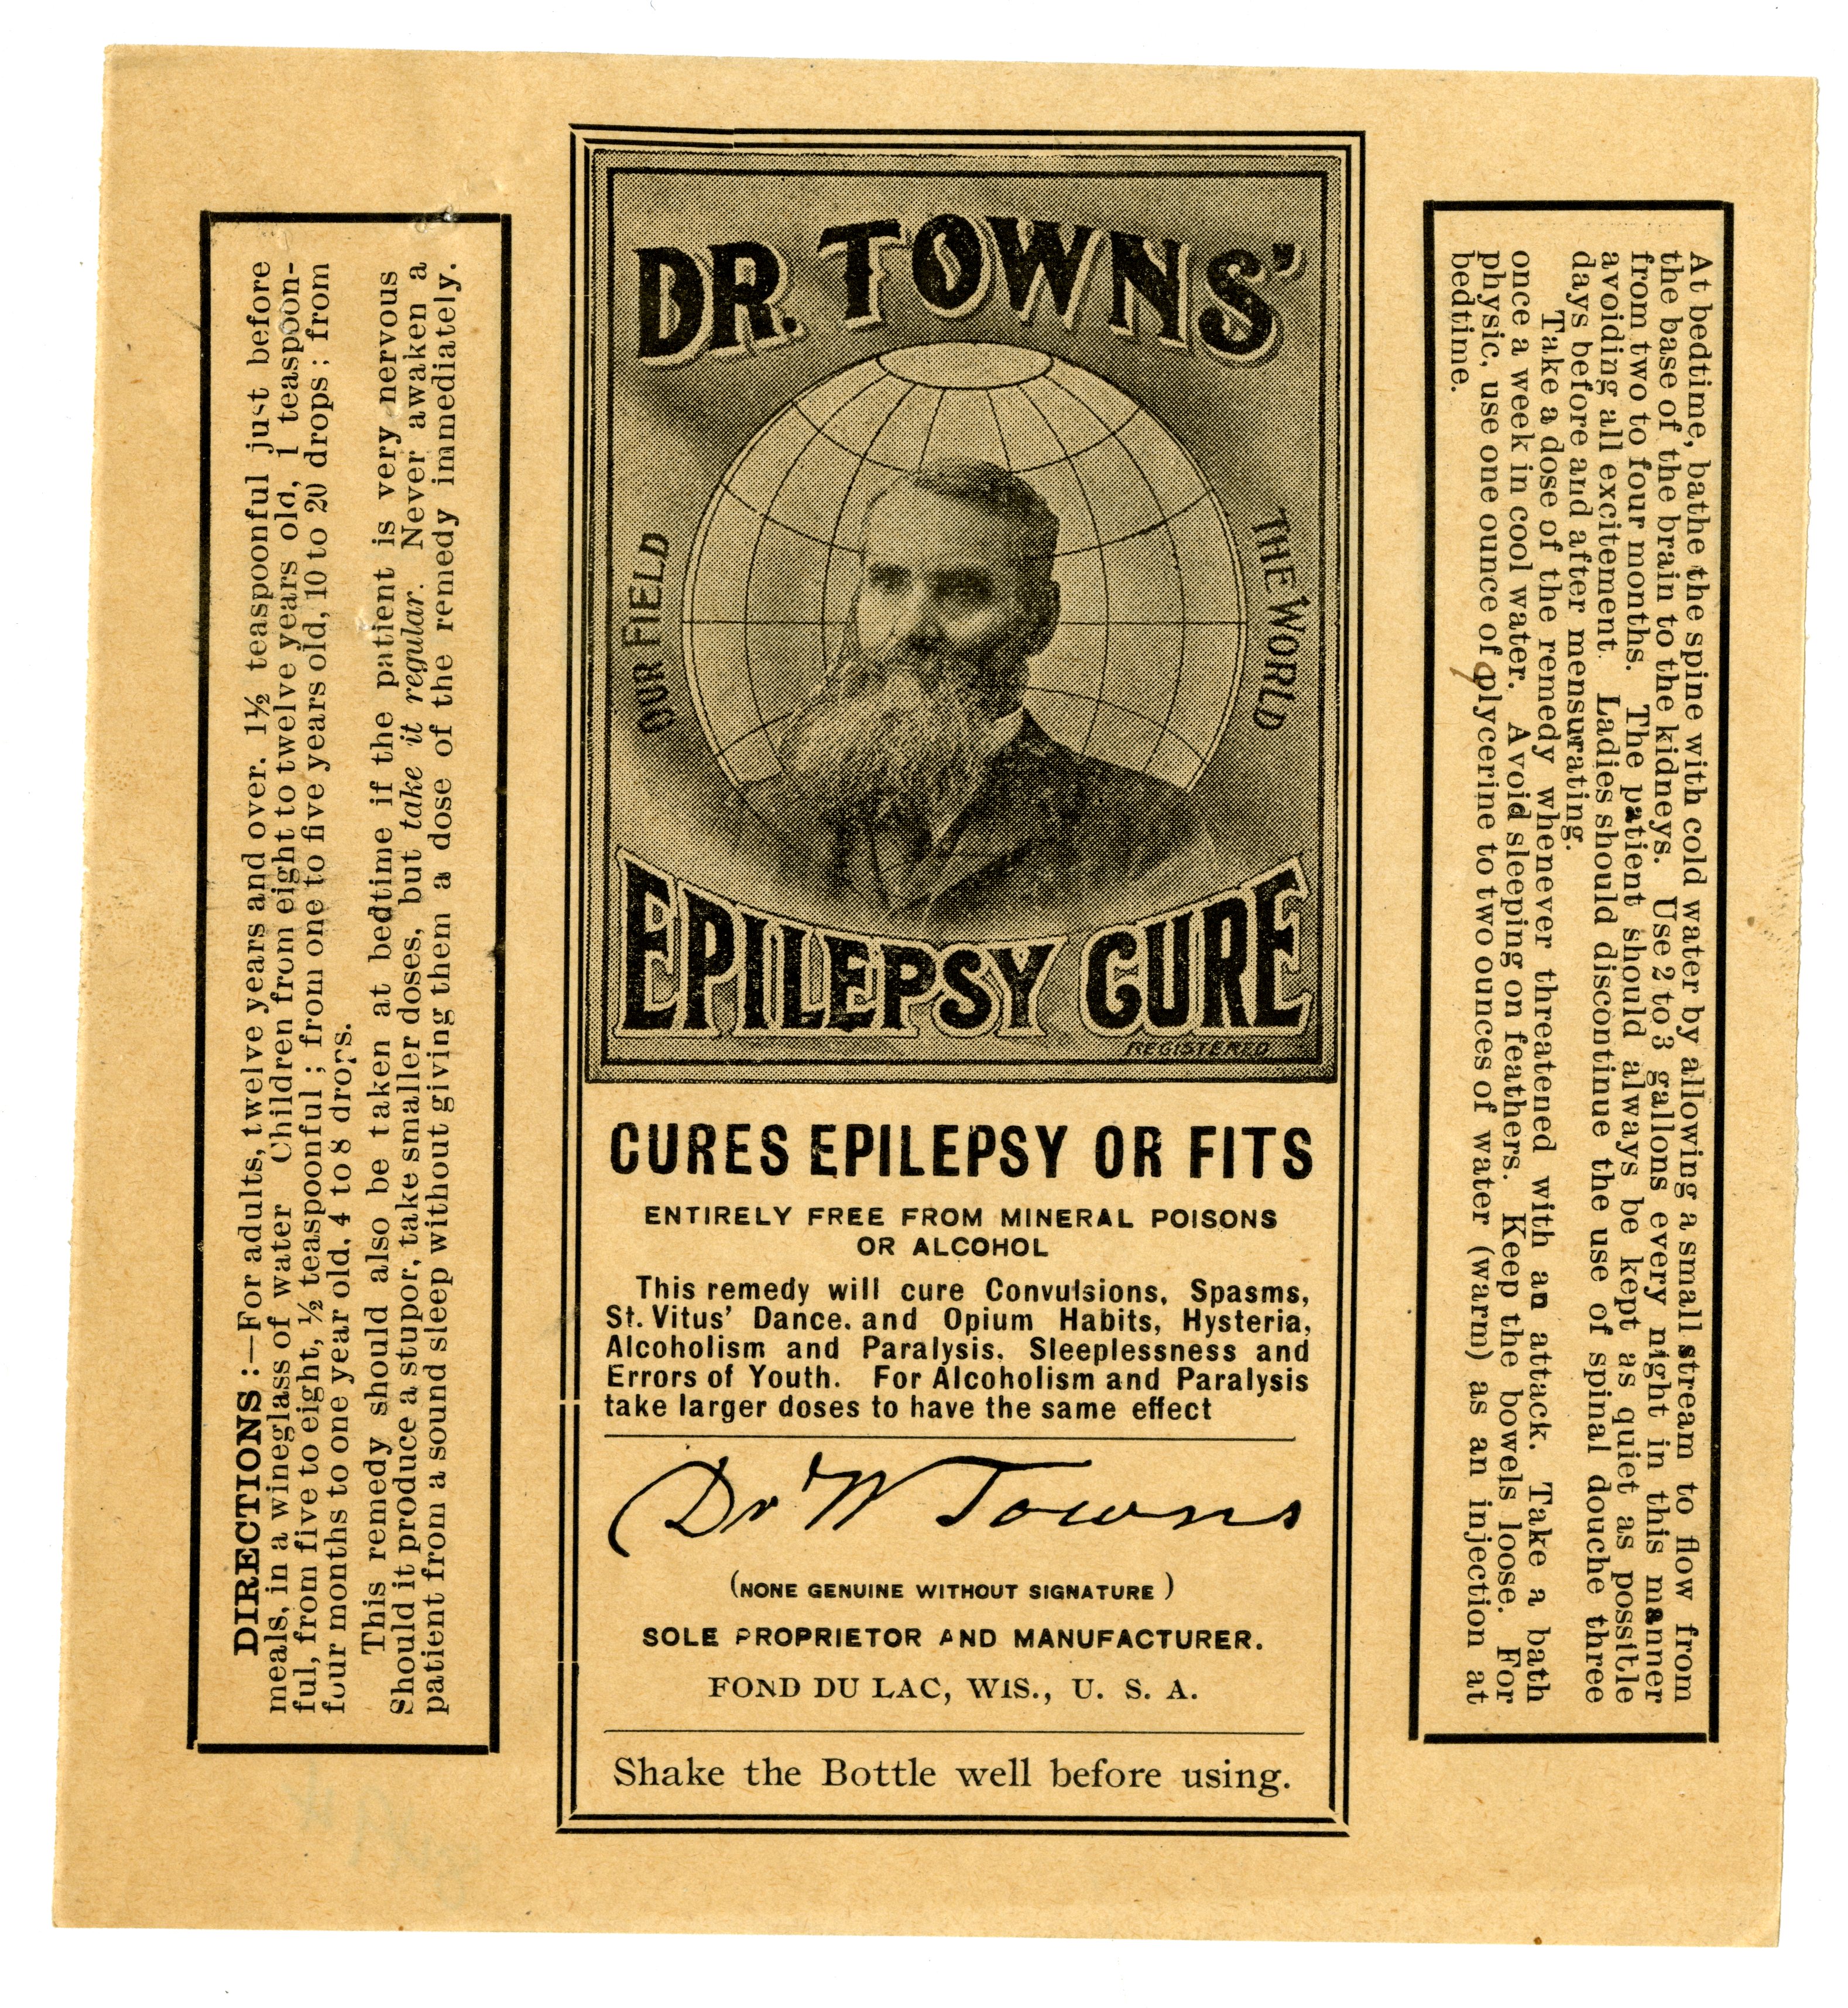 DIRECTIONS:—For adults, twelve years and over. 1½ teaspoonful just before
meals, in a wineglass of water Children from eight to twelve years old, 1 teaspoon-
ful, from five to eight, ½ teaspoonful; from one to five years old, 10 to 20 drops; from
four months to one year old, 4 to 8 drops.
This remedy should also be taken at bedtime if the patient is very nervous
Should it produce a stupor, take smaller doses, but take it regular. Never awaken a
patient from a sound sleep without giving them a dose of the remedy immediately.
DR. TOWNS'
OUR FIELD
THE WORLD
EPILEPSY CURE
REGISTERED
CURES EPILEPSY OR FITS
ENTIRELY FREE FROM MINERAL POISONS
OR ALCOHOL
This remedy will cure Convulsions, Spasms,
St. Vitus' Dance. and Opium Habits, Hysteria,
Alcoholism and Paralysis. Sleeplessness and
Errors of Youth. For Alcoholism and Paralysis
take larger doses to have the same effect
Dr W Towns
(NONE GENUINE WITHOUT SIGNATURE)
SOLE PROPRIETOR AND MANUFACTURER.
FOND DU LAC, WIS., U. S. A.
Shake the Bottle well before using.
At bedtime, bathe the spine with cold water by allowing a small stream to flow from
the base of the brain to the kidneys. Use 2 to 3 gallons every night in this manner
from two to four months. The patient should always be kept as quiet as possible
avoiding all excitement. Ladies should discontinue the use of spinal douche three
days before and after mensurating.
Take a dose of the remedy whenever threatened with an attack. Take a bath
once a week in cool water. Avoid sleeping on feathers. Keep the bowels loose. For
physic, use one ounce of glycerine to two ounces of water (warm) as an injection at
bedtime.